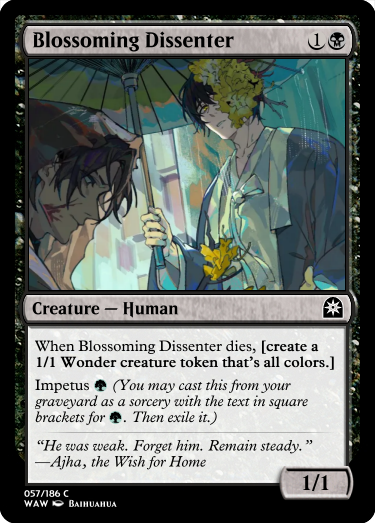 Blossoming Dissenter 1
Creature — Human
When Blossoming Dissenter dies, [create a
1/1 Wonder creature token that's all colors.]
Impetus (You may cast this from your
graveyard as a sorcery with the text in square
brackets for . Then exile it.)
"He was weak. Forget him. Remain steady."
—Ajha, the Wish for Home
1/1
057/186 C
WAW Baihuahua